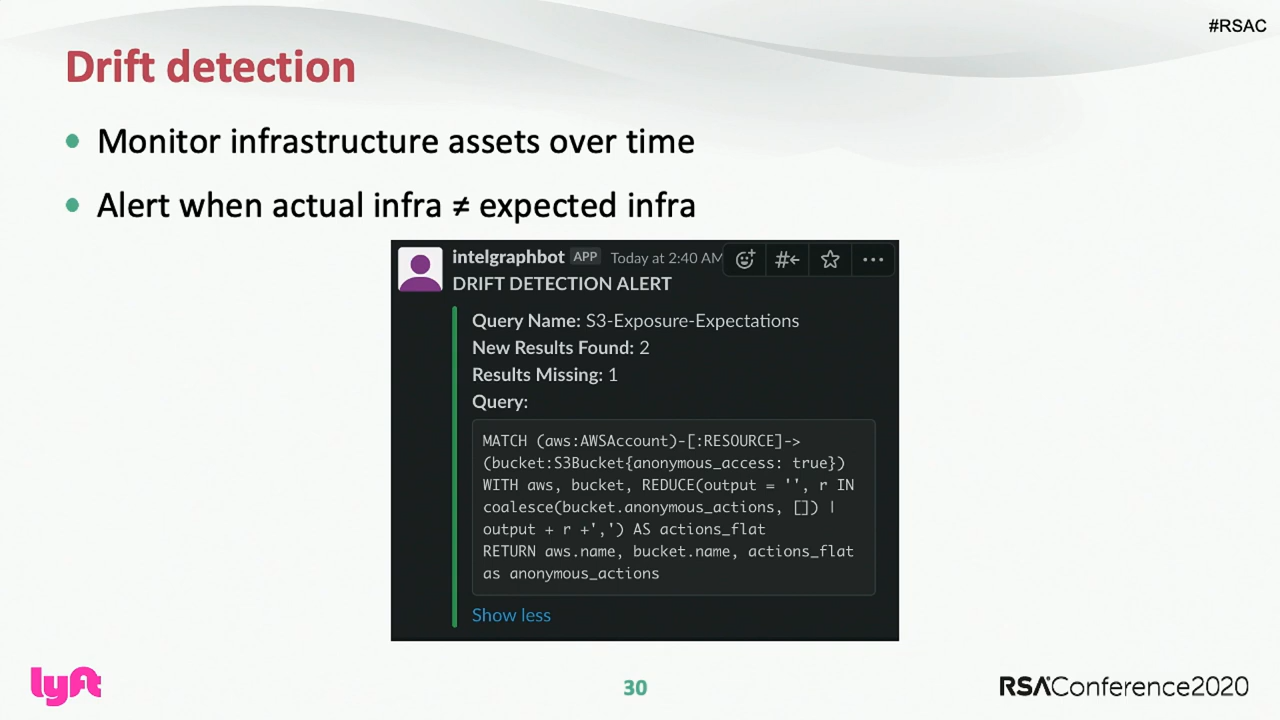 #RSAC
Drift detection
• Monitor infrastructure assets over time
• Alert when actual infra ≠ expected infra
intelgraphbot APP Today at 2:40 AM
DRIFT DETECTION ALERT
Query Name: S3-Exposure-Expectations
New Results Found: 2
Results Missing: 1
Query:
MATCH (aws:AWSAccount)-[:RESOURCE]->
(bucket:S3Bucket{anonymous_access: true})
WITH aws, bucket, REDUCE(output = '', r IN
coalesce(bucket.anonymous_actions, []) |
output + r +',') AS actions_flat
RETURN aws.name, bucket.name, actions_flat
as anonymous_actions
Show less
lyft
30
RSAConference2020